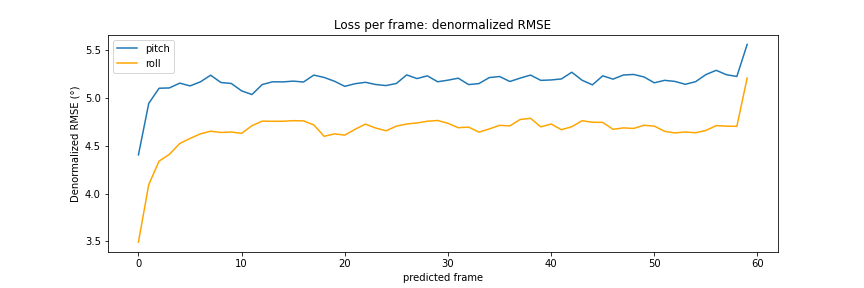 Loss per frame: denormalized RMSE
pitch
roll
Denormalized RMSE (°)
5.5
5.0
4.5
4.0
3.5
0 10 20 30 40 50 60
predicted frame